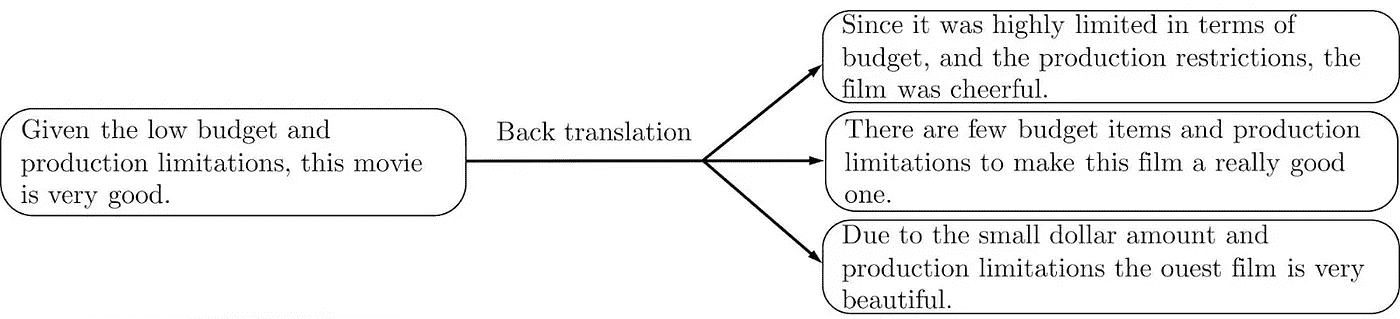 Given the low budget and
production limitations, this movie
is very good.
Back translation
Since it was highly limited in terms of
budget, and the production restrictions, the
film was cheerful.
There are few budget items and production
limitations to make this film a really good
one.
Due to the small dollar amount and
production limitations the ouest film is very
beautiful.